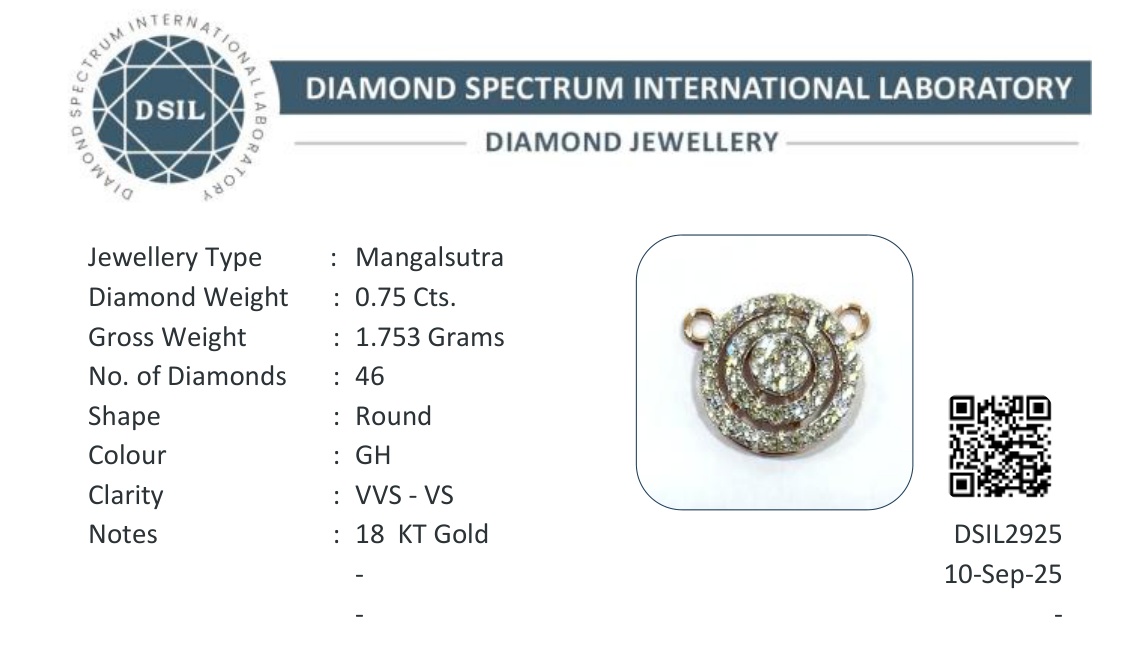 DIAMOND SPECTRUM INTERNATIONAL LABORATORY
DSIL
DIAMOND SPECTRUM INTERNATIONAL LABORATORY
DIAMOND JEWELLERY
Jewellery Type : Mangalsutra
Diamond Weight : 0.75 Cts.
Gross Weight : 1.753 Grams
No. of Diamonds : 46
Shape : Round
Colour : GH
Clarity : VVS - VS
Notes : 18 KT Gold
-
-
DSIL2925
10-Sep-25
-